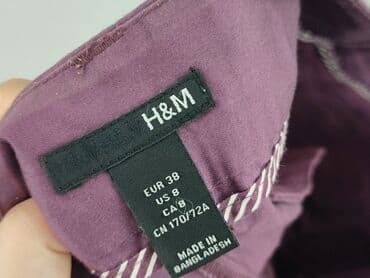 H&M
EUR 38
US 8
CA 8
CN 170/72A
MADE IN
BANGLADESH